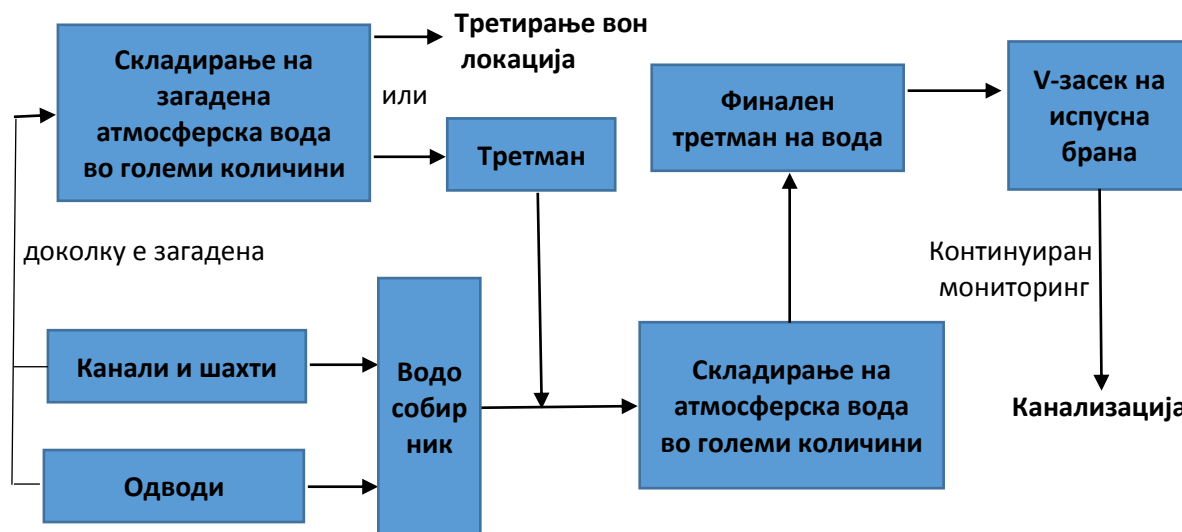 Складирање на
загадена
атмосферска вода
во големи количини
Третирање вон
локација
или
Третман
Финален
третман на вода
V-засек на
испусна
брана
доколку е загадена
Континуиран
мониторинг
Канали и шахти
Водо
собир
ник
Складирање на
атмосферска вода
во големи количини
Канализација
Одводи